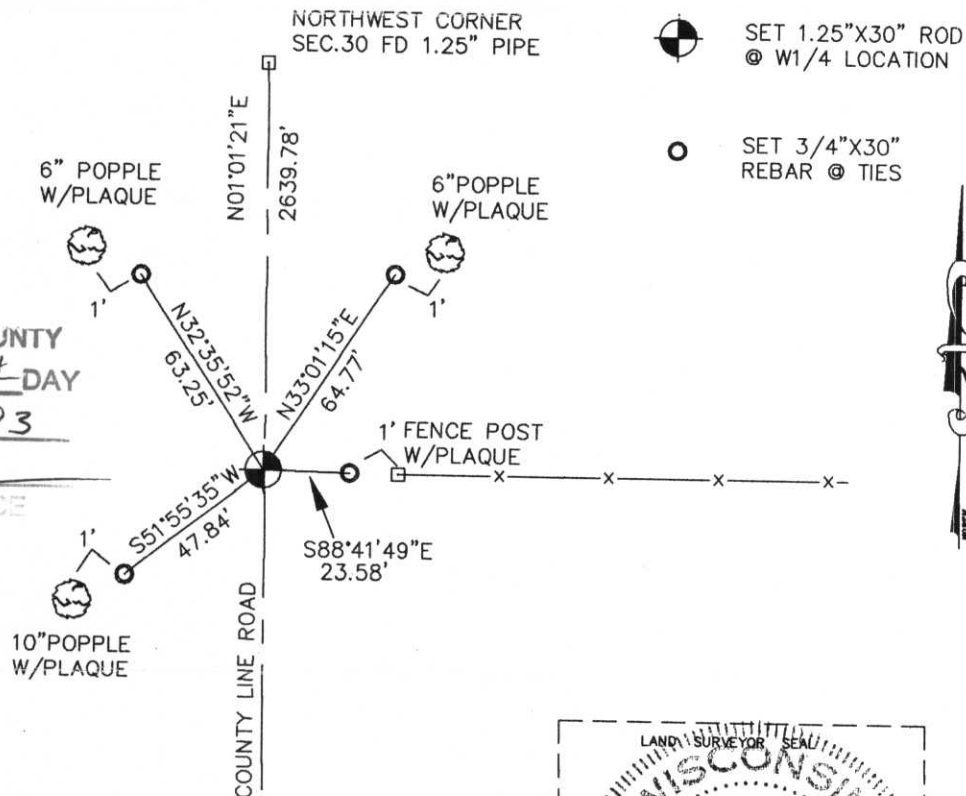 NORTHWEST CORNER
SEC.30 FD 1.25" PIPE
SET 1.25"X30" ROD
@ W1/4 LOCATION
SET 3/4"X30"
REBAR @ TIES
N01°01'21"E
2639.78'
6" POPPLE
W/PLAQUE
6"POPPLE
W/PLAQUE
1'
1'
N32°35'52"W
63.25'
N33°01'15"E
64.77'
UNTY
DAY
93
1' FENCE POST
W/PLAQUE
x x x x
S51°55'35"W
47.84'
1'
S88°41'49"E
23.58'
10"POPPLE
W/PLAQUE
COUNTY LINE ROAD
LAND SURVEYOR SEAL
WISCONSIN